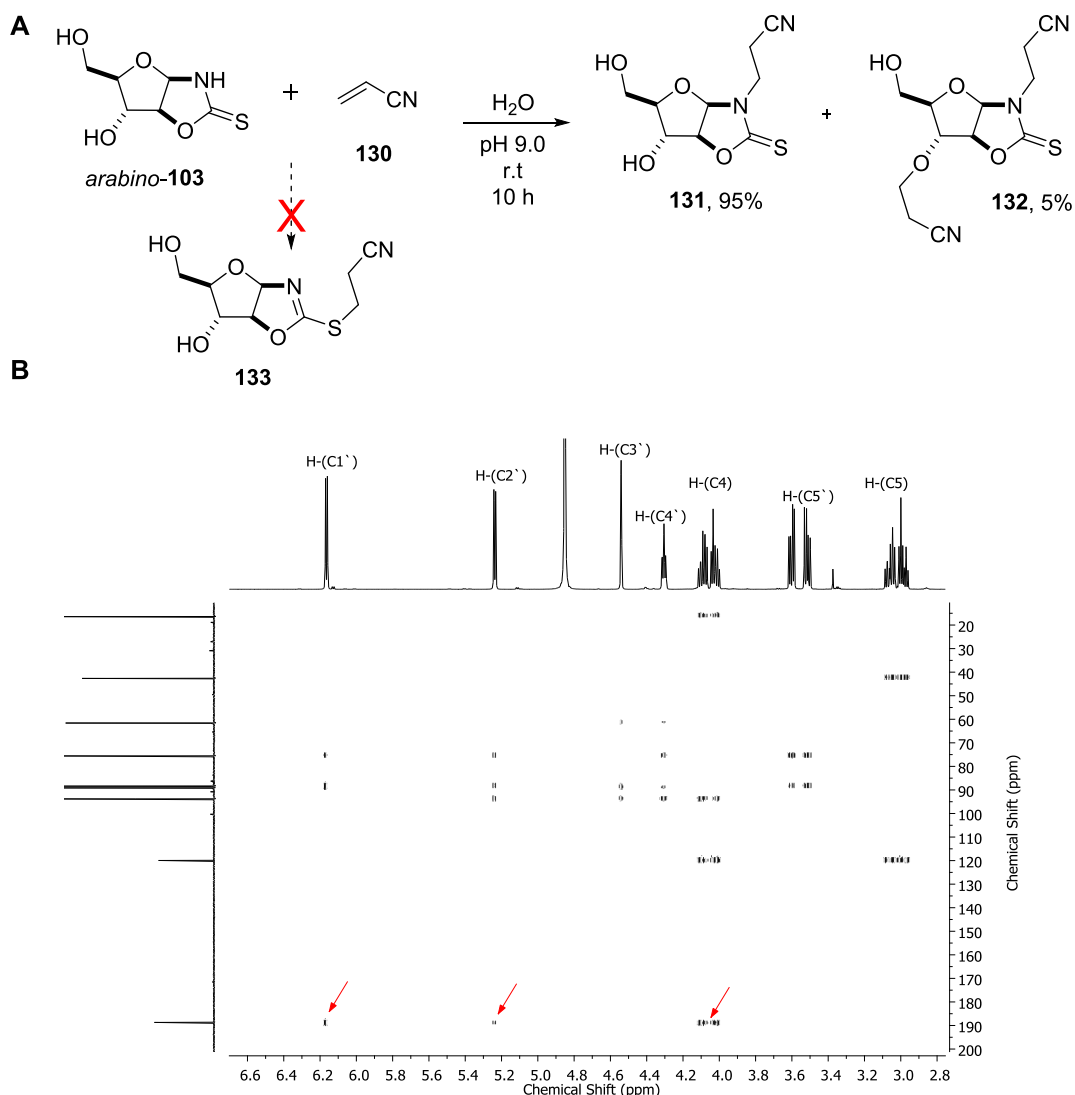 A
HO
O
NH
HO
O
S
arabino-103
+
CN
130
H2O
pH 9.0
r.t
10 h
CN
HO
O
N
HO
O
S
131, 95%
+
CN
HO
O
N
O
O
S
CN
132, 5%
X
HO
O
N
CN
HO
O
S
133
B
H-(C1`)
H-(C2`)
H-(C3`)
H-(C4`)
H-(C4)
H-(C5`)
H-(C5)
20
30
40
50
60
70
80
90
100
110
120
130
140
150
160
170
180
190
200
Chemical Shift (ppm)
6.6 6.4 6.2 6.0 5.8 5.6 5.4 5.2 5.0 4.8 4.6 4.4 4.2 4.0 3.8 3.6 3.4 3.2 3.0 2.8
Chemical Shift (ppm)